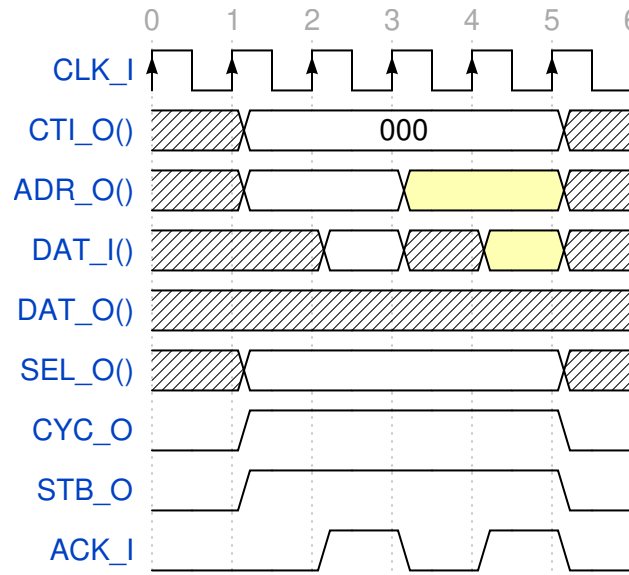 0 1 2 3 4 5 6
CLK_I
CTI_O() 000
ADR_O()
DAT_I()
DAT_O()
SEL_O()
CYC_O
STB_O
ACK_I